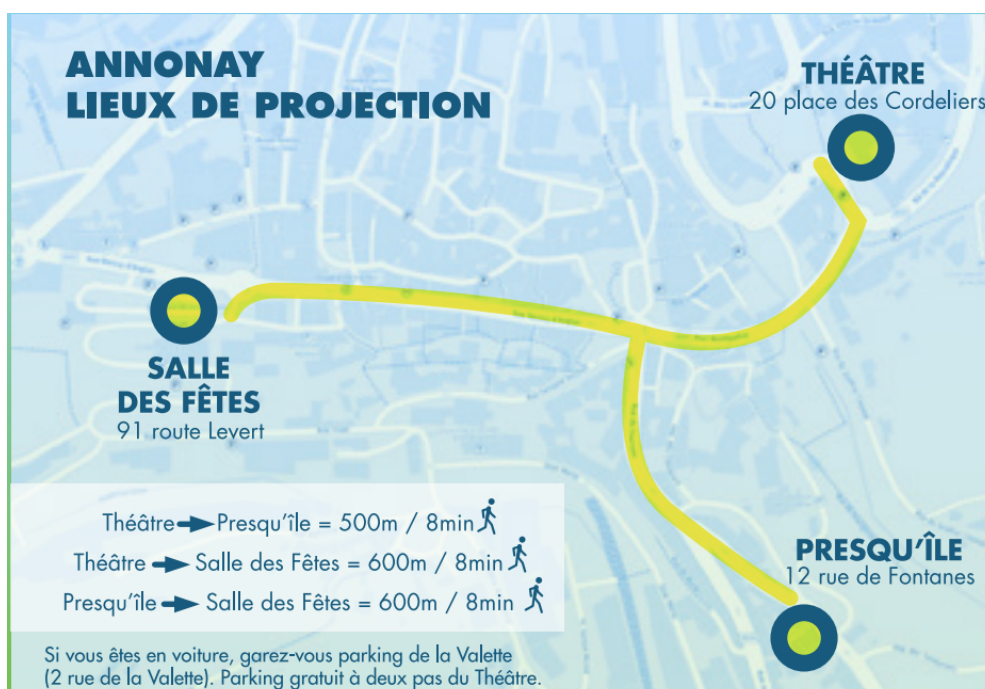 ANNONAY
LIEUX DE PROJECTION
THÉÂTRE
20 place des Cordeliers
SALLE
DES FÊTES
91 route Levert
Théâtre ➔ Presqu'île = 500m / 8min
Théâtre ➔ Salle des Fêtes = 600m / 8min
Presqu'île ➔ Salle des Fêtes = 600m / 8min
PRESQU'ÎLE
12 rue de Fontanes
Si vous êtes en voiture, garez-vous parking de la Valette
(2 rue de la Valette). Parking gratuit à deux pas du Théâtre.